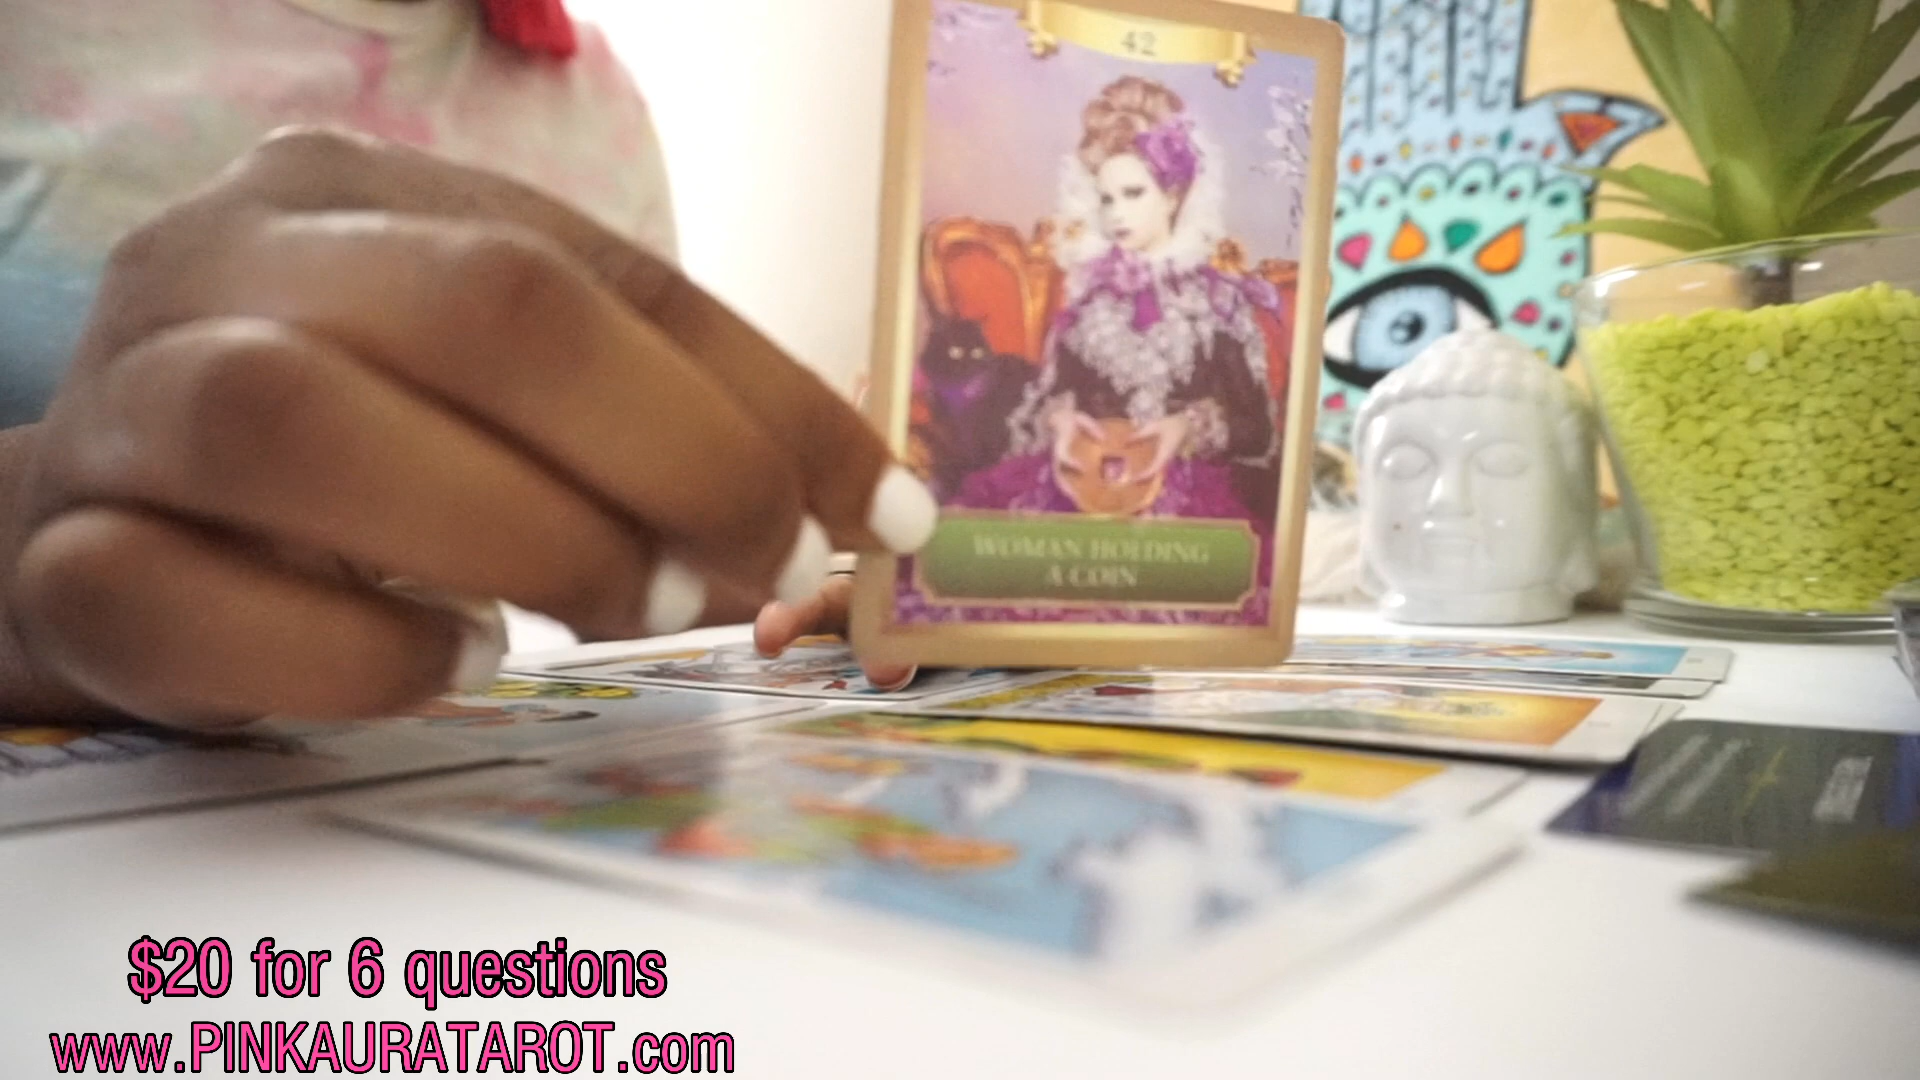 42
WOMAN HOLDING
A COIN
$20 for 6 questions
www.PINKAURATAROT.com